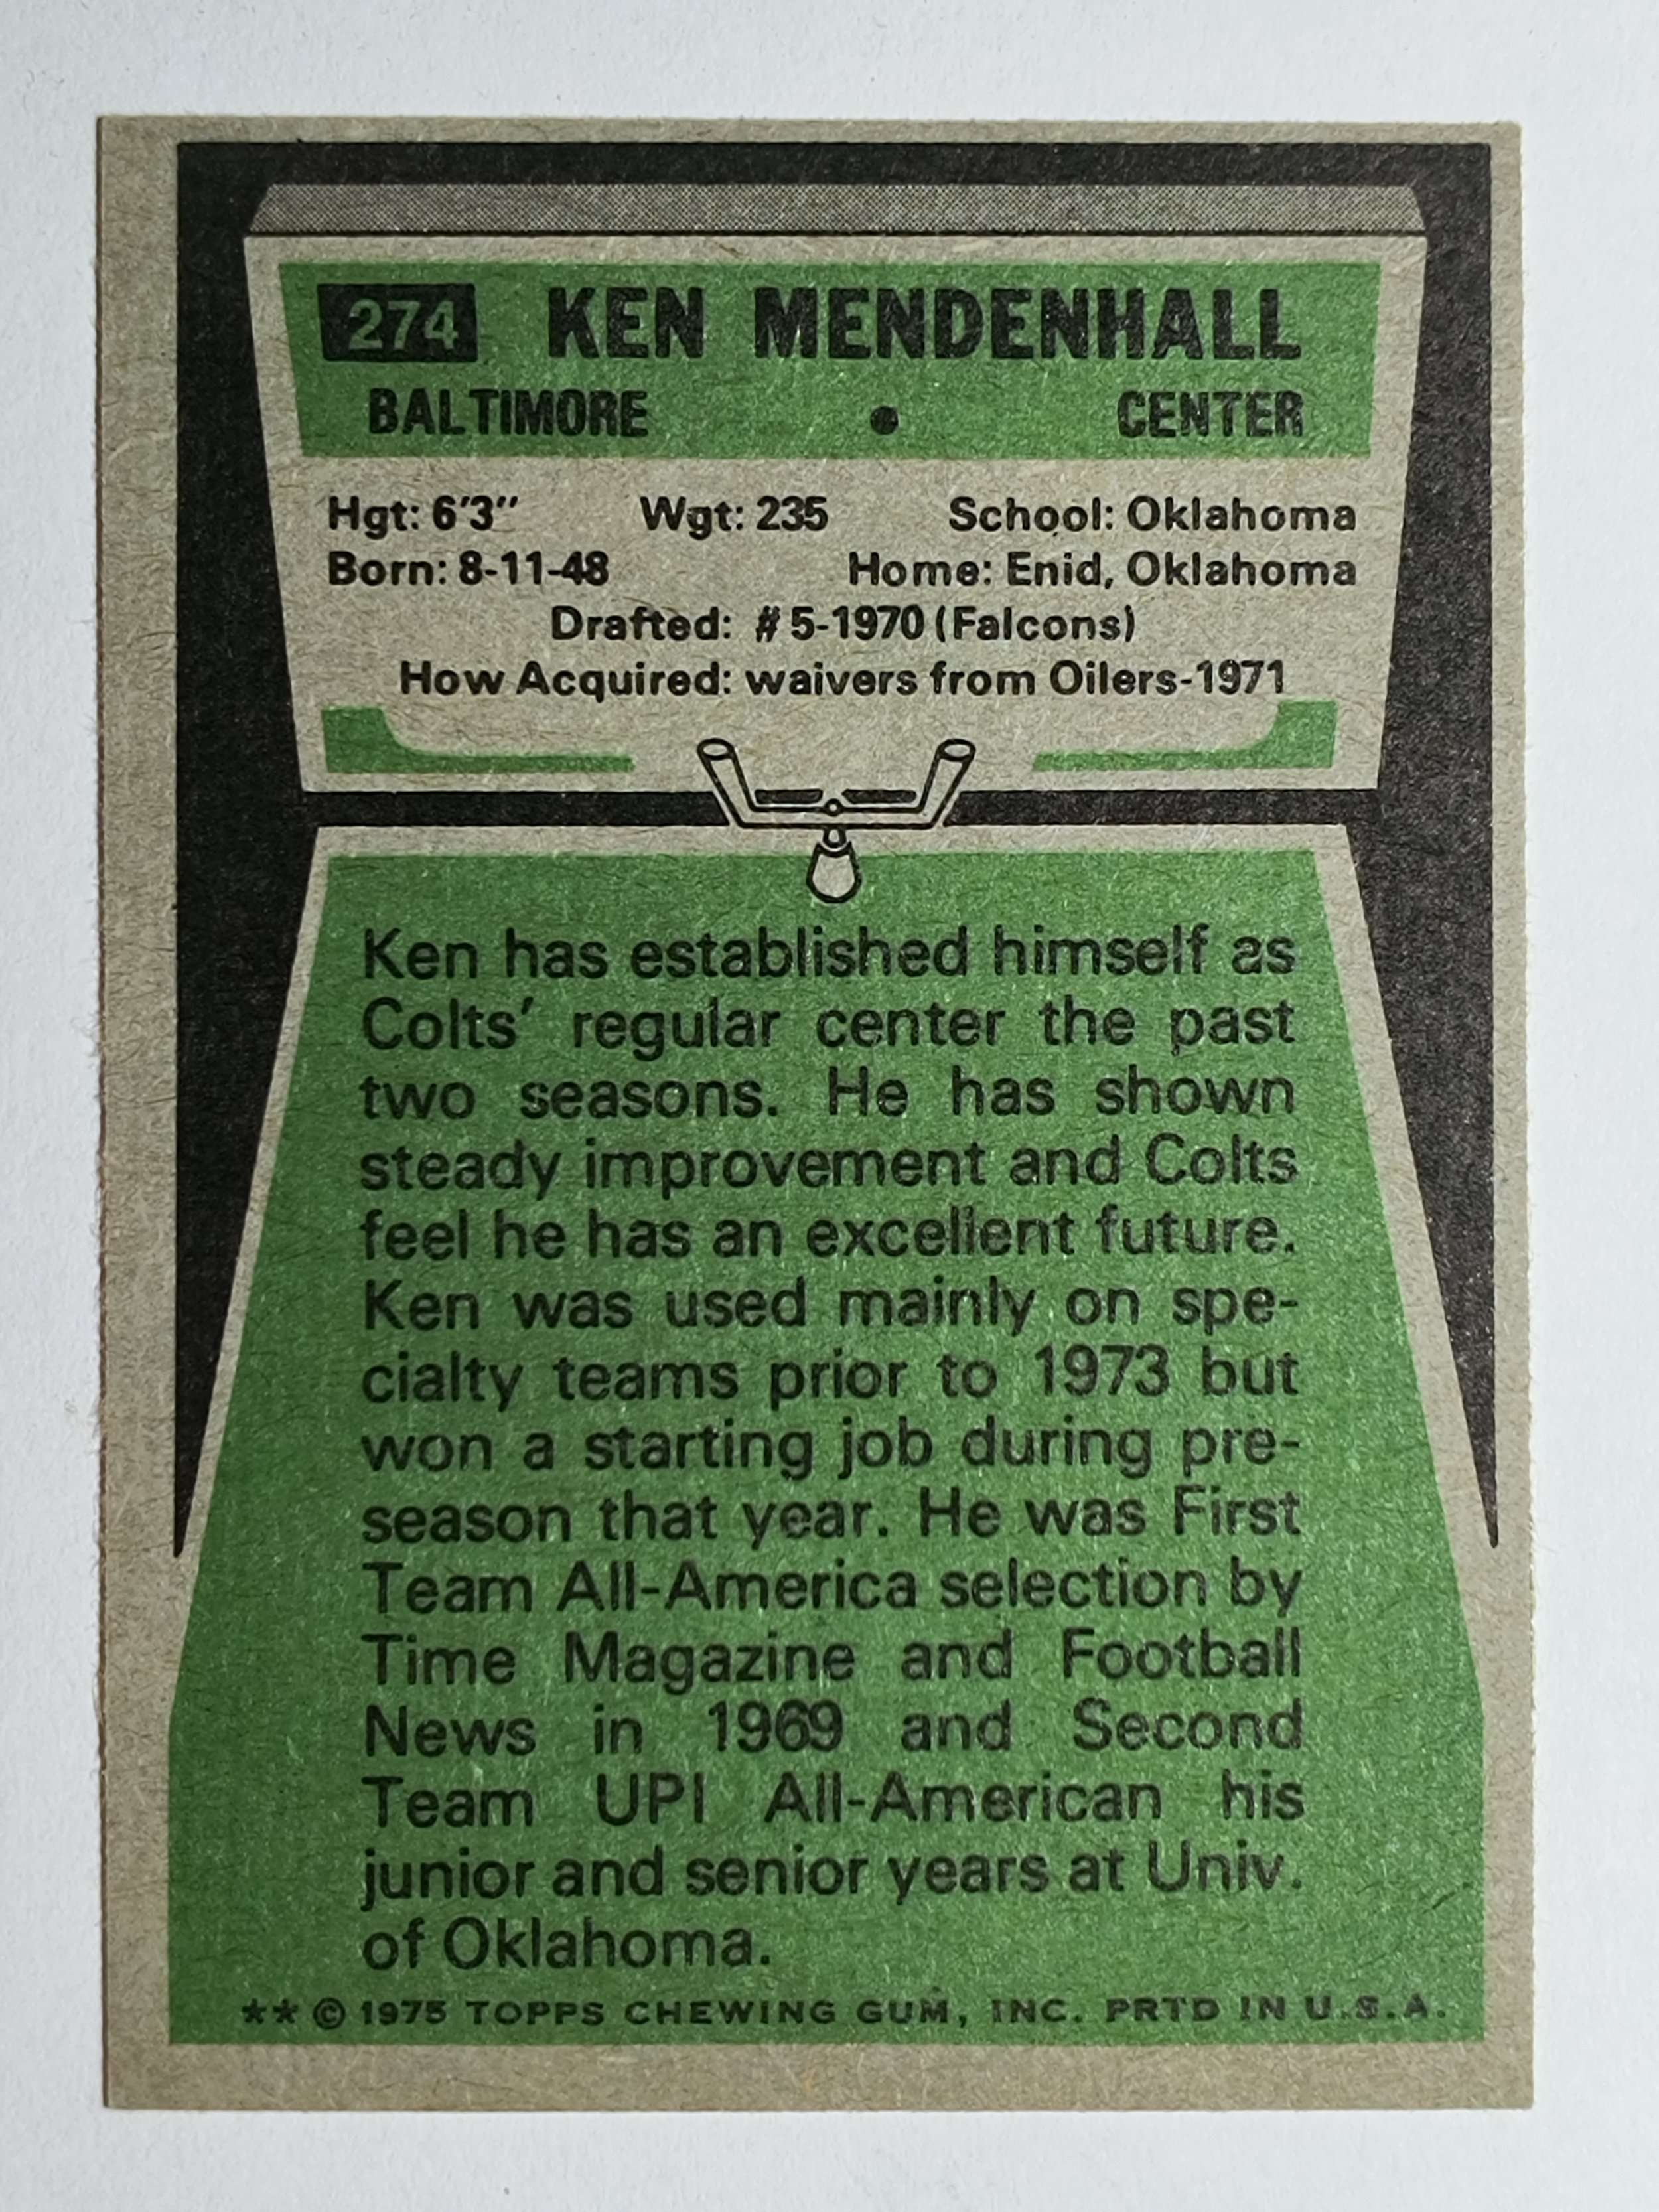 274 KEN MENDENHALL
BALTIMORE • CENTER
Hgt: 6'3" Wgt: 235 School: Oklahoma
Born: 8-11-48 Home: Enid, Oklahoma
Drafted: # 5-1970 (Falcons)
How Acquired: waivers from Oilers-1971
Ken has established himself as
Colts' regular center the past
two seasons. He has shown
steady improvement and Colts
feel he has an excellent future.
Ken was used mainly on spe-
cialty teams prior to 1973 but
won a starting job during pre-
season that year. He was First
Team All-America selection by
Time Magazine and Football
News in 1969 and Second
Team UPI All-American his
junior and senior years at Univ.
of Oklahoma.
** © 1975 TOPPS CHEWING GUM, INC. PRTD IN U.S.A.